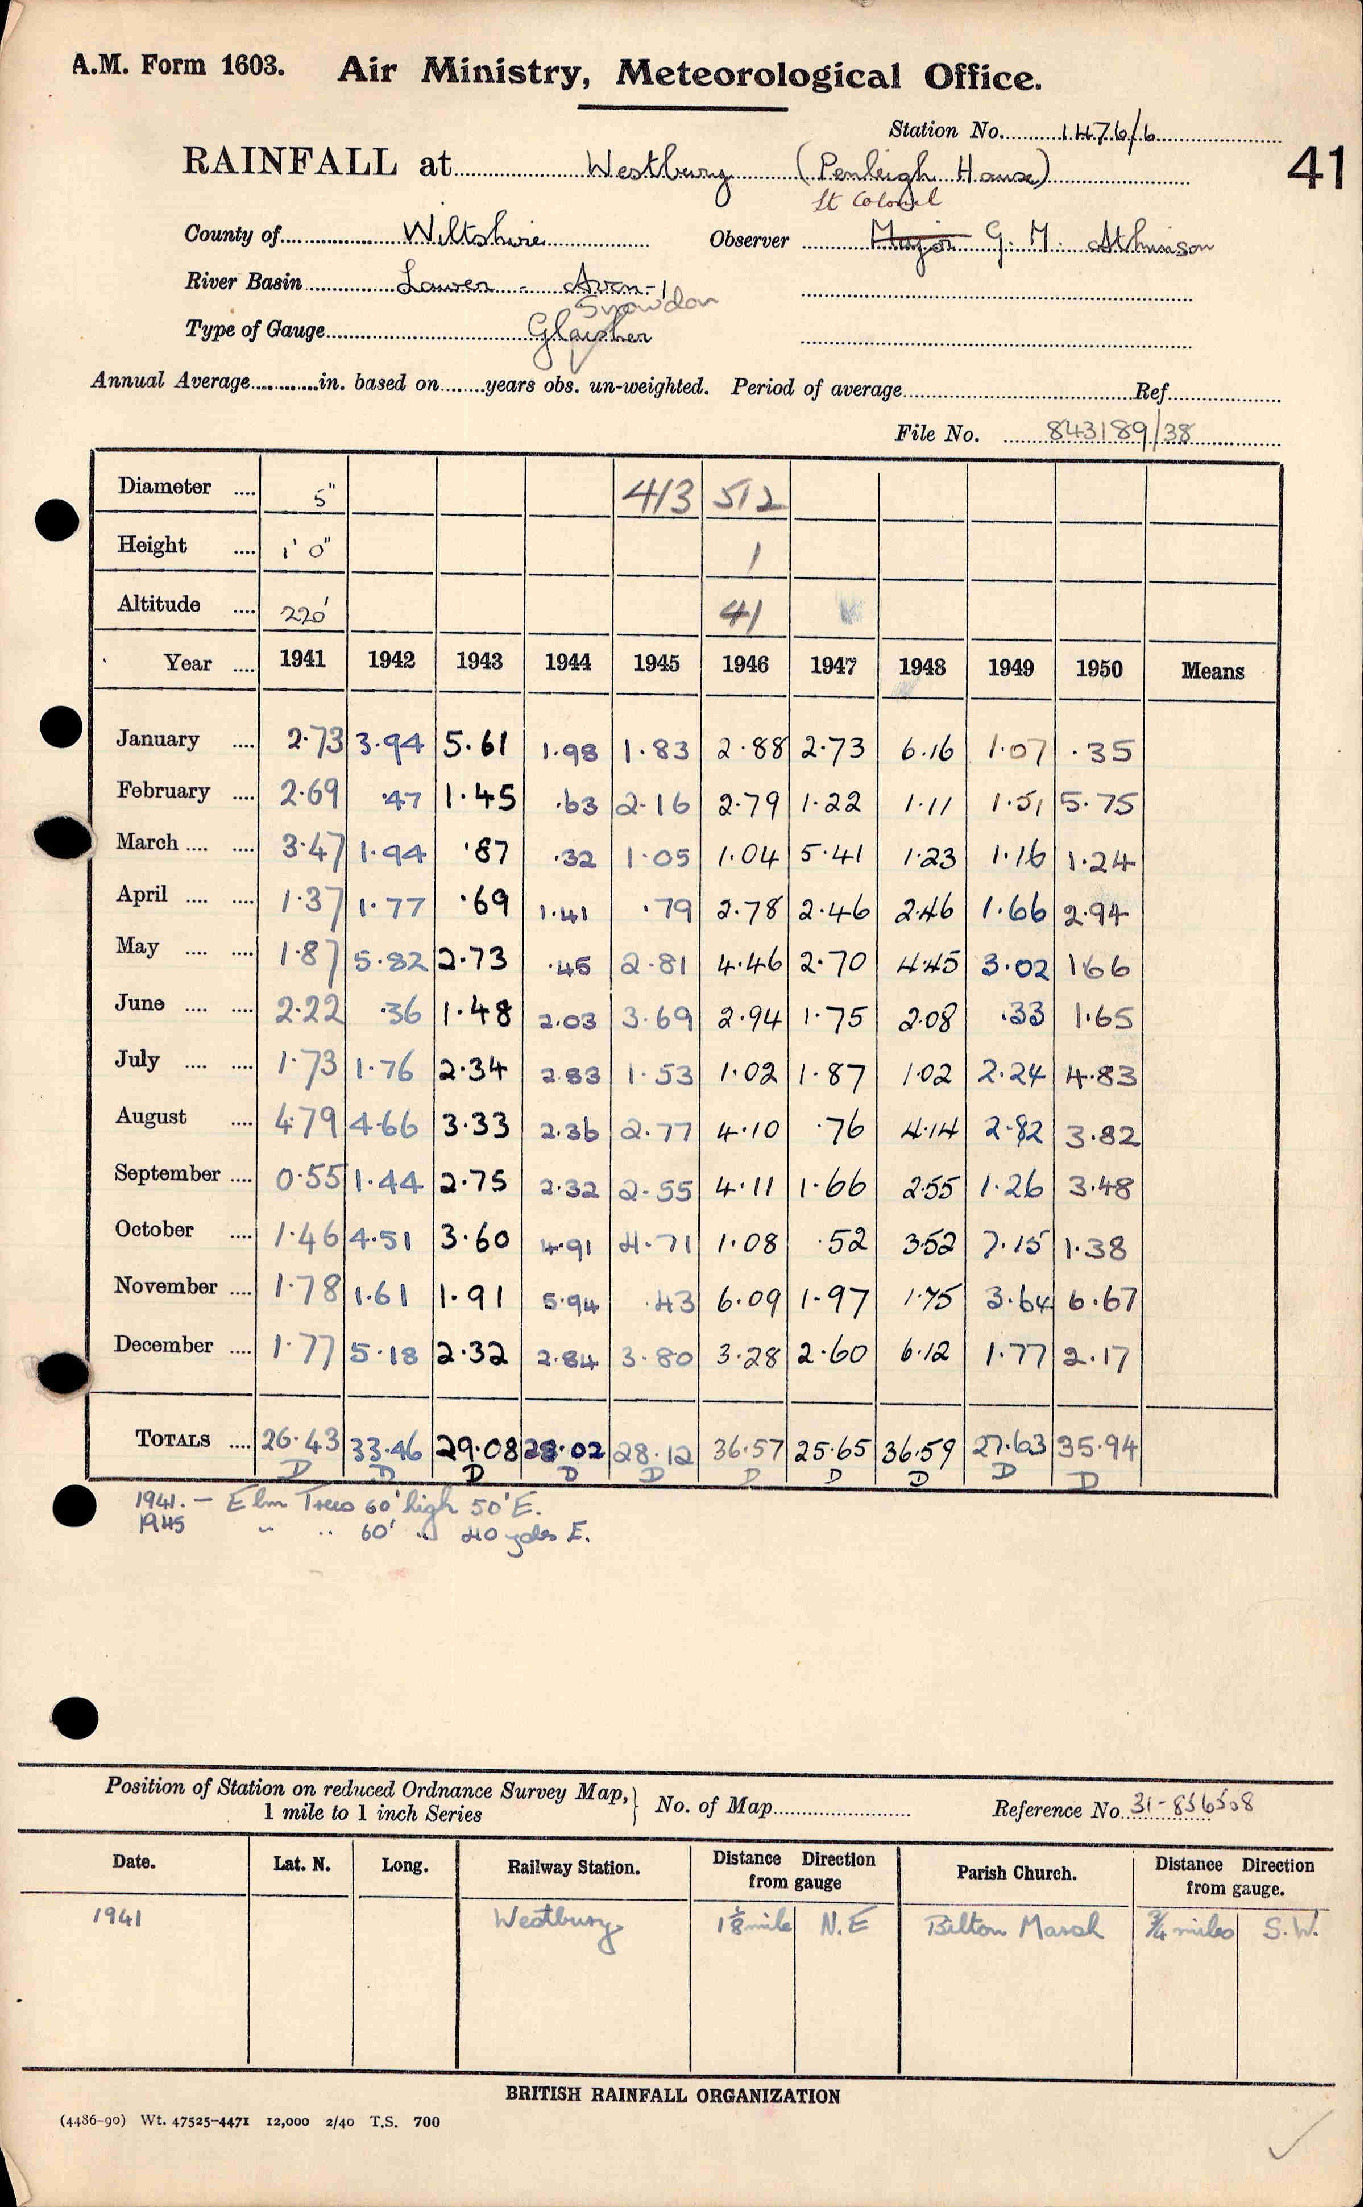 A.M. Form 1603. Air Ministry, Meteorological Office.
Station No. 1476/6
41
RAINFALL at Westbury (Penleigh House)
Lt Colonel
County of Wiltshire Observer Major G. M. Atkinson
River Basin Lower - Avon-1
Snowdon
Type of Gauge Glaisher
Annual Average in. based on years obs. un-weighted. Period of average Ref
File No. 843189/38
Diameter .... 5" 413 512
Height .... 1' 0" 1
Altitude .... 220' 41
Year .... 1941 1942 1943 1944 1945 1946 1947 1948 1949 1950 Means
January .... 2.73 3.94 5.61 1.98 1.83 2.88 2.73 6.16 1.07 .35
February .... 2.69 .47 1.45 .63 2.16 2.79 1.22 1.11 1.51 5.75
March .... .... 3.47 1.94 .87 .32 1.05 1.04 5.41 1.23 1.16 1.24
April .... .... 1.37 1.77 .69 1.41 .79 2.78 2.46 2.46 1.66 2.94
May .... .... 1.87 5.82 2.73 .45 2.81 4.46 2.70 4.45 3.02 1.66
June .... .... 2.22 .36 1.48 2.03 3.69 2.94 1.75 2.08 .33 1.65
July .... .... 1.73 1.76 2.34 2.83 1.53 1.02 1.87 1.02 2.24 4.83
August .... 4.79 4.66 3.33 2.36 2.77 4.10 .76 4.14 2.82 3.82
September .... 0.55 1.44 2.75 2.32 2.55 4.11 1.66 2.55 1.26 3.48
October .... 1.46 4.51 3.60 4.91 4.71 1.08 .52 3.52 7.15 1.38
November .... 1.78 1.61 1.91 5.94 .43 6.09 1.97 1.75 3.64 6.67
December .... 1.77 5.18 2.32 2.84 3.80 3.28 2.60 6.12 1.77 2.17
TOTALS .... 26.43 33.46 29.08 28.02 28.12 36.57 25.65 36.59 27.63 35.94
D D D D D D D D D D
1941. - Elm Trees 60' high 50' E.
1945 " " 60' " 40 yds E.
Position of Station on reduced Ordnance Survey Map,
1 mile to 1 inch Series } No. of Map Reference No. 31-856508
Date. Lat. N. Long. Railway Station. Distance Direction from gauge Parish Church. Distance Direction from gauge.
1941 Westbury 1 1/8 mile N.E Bilton Marsh 3/4 miles S.W.
BRITISH RAINFALL ORGANIZATION
(4486-90) Wt. 47525-4471 12,000 2/40 T.S. 700